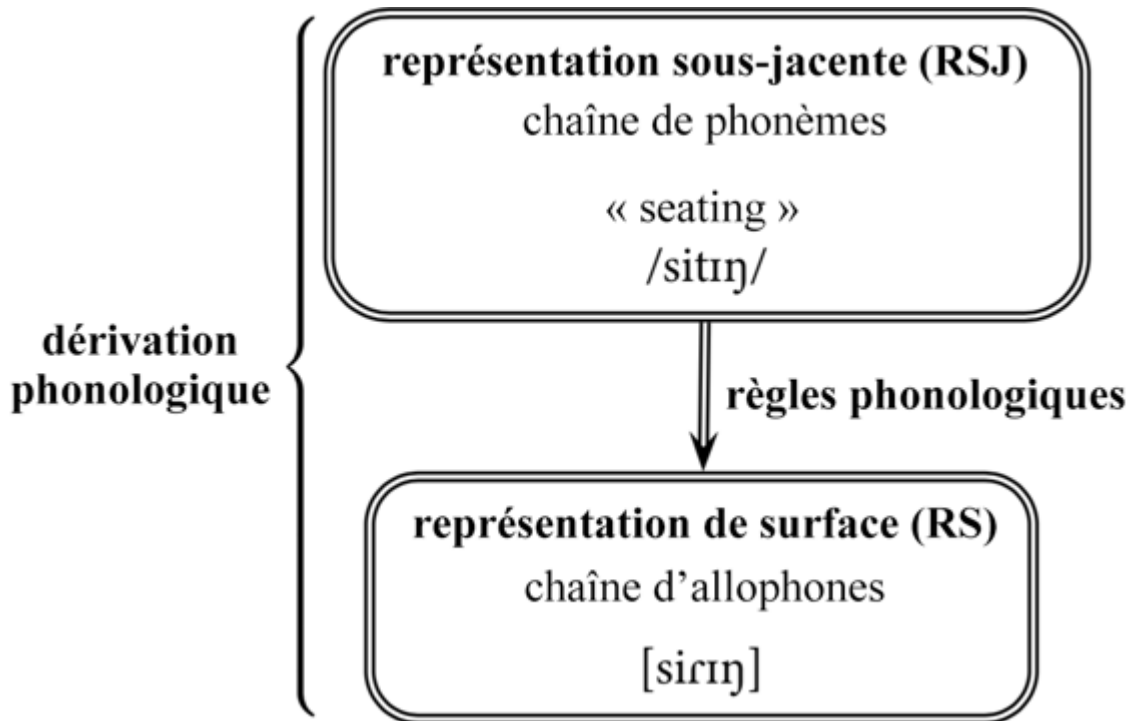 représentation sous-jacente (RSJ)
chaîne de phonèmes
« seating »
/sitɪŋ/
dérivation
phonologique
règles phonologiques
représentation de surface (RS)
chaîne d’allophones
[siɾɪŋ]